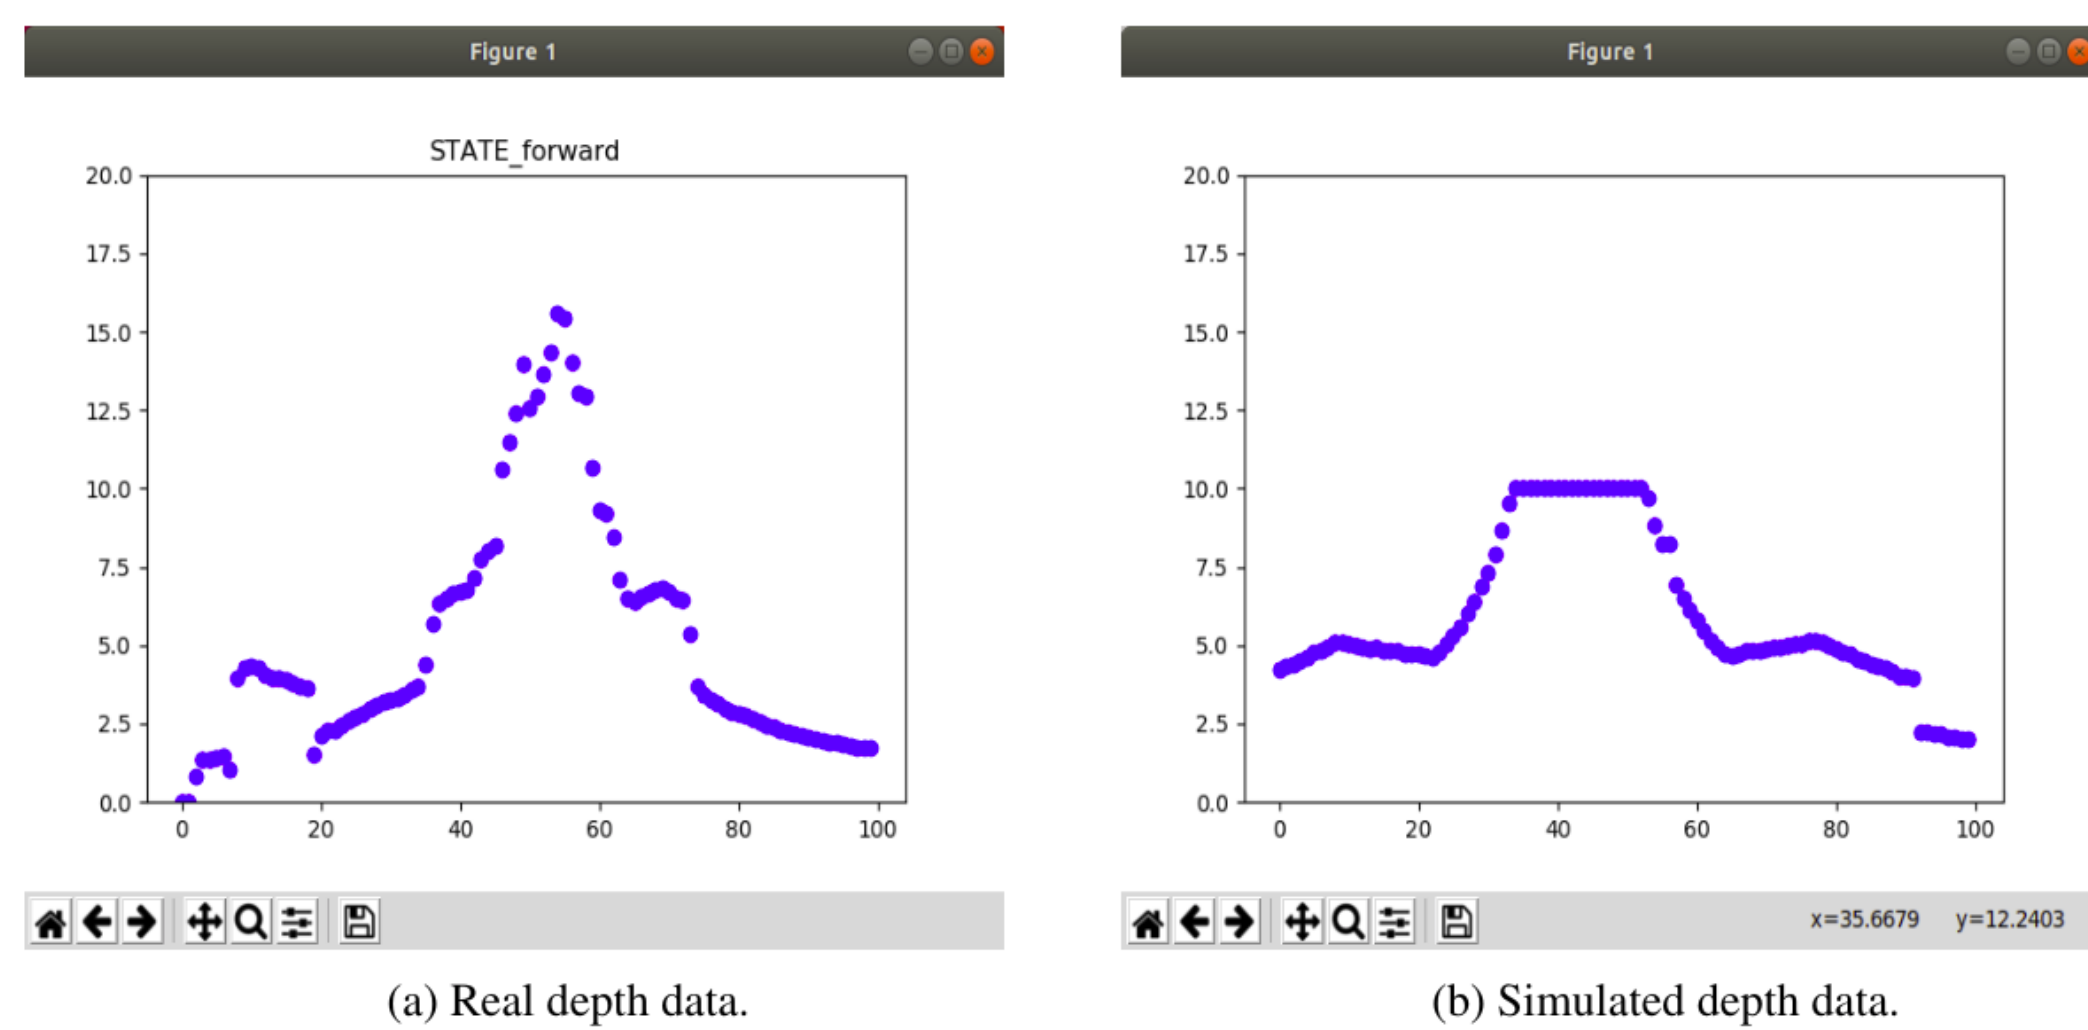 Figure 1
STATE_forward
20.0
17.5
15.0
12.5
10.0
7.5
5.0
2.5
0.0
0 20 40 60 80 100
(a) Real depth data.
Figure 1
20.0
17.5
15.0
12.5
10.0
7.5
5.0
2.5
0.0
0 20 40 60 80 100
x=35.6679 y=12.2403
(b) Simulated depth data.